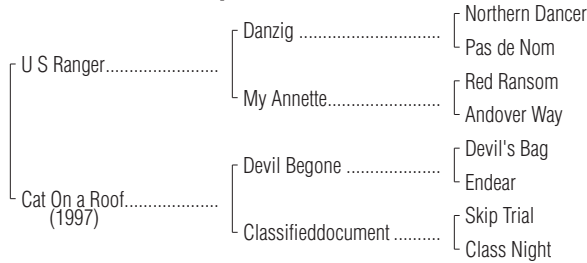 Northern Dancer
Danzig ..............................
Pas de Nom
U S Ranger........................
Red Ransom
My Annette........................
Andover Way
Devil's Bag
Devil Begone ....................
Endear
Cat On a Roof....................
(1997)
Skip Trial
Classifieddocument ..........
Class Night